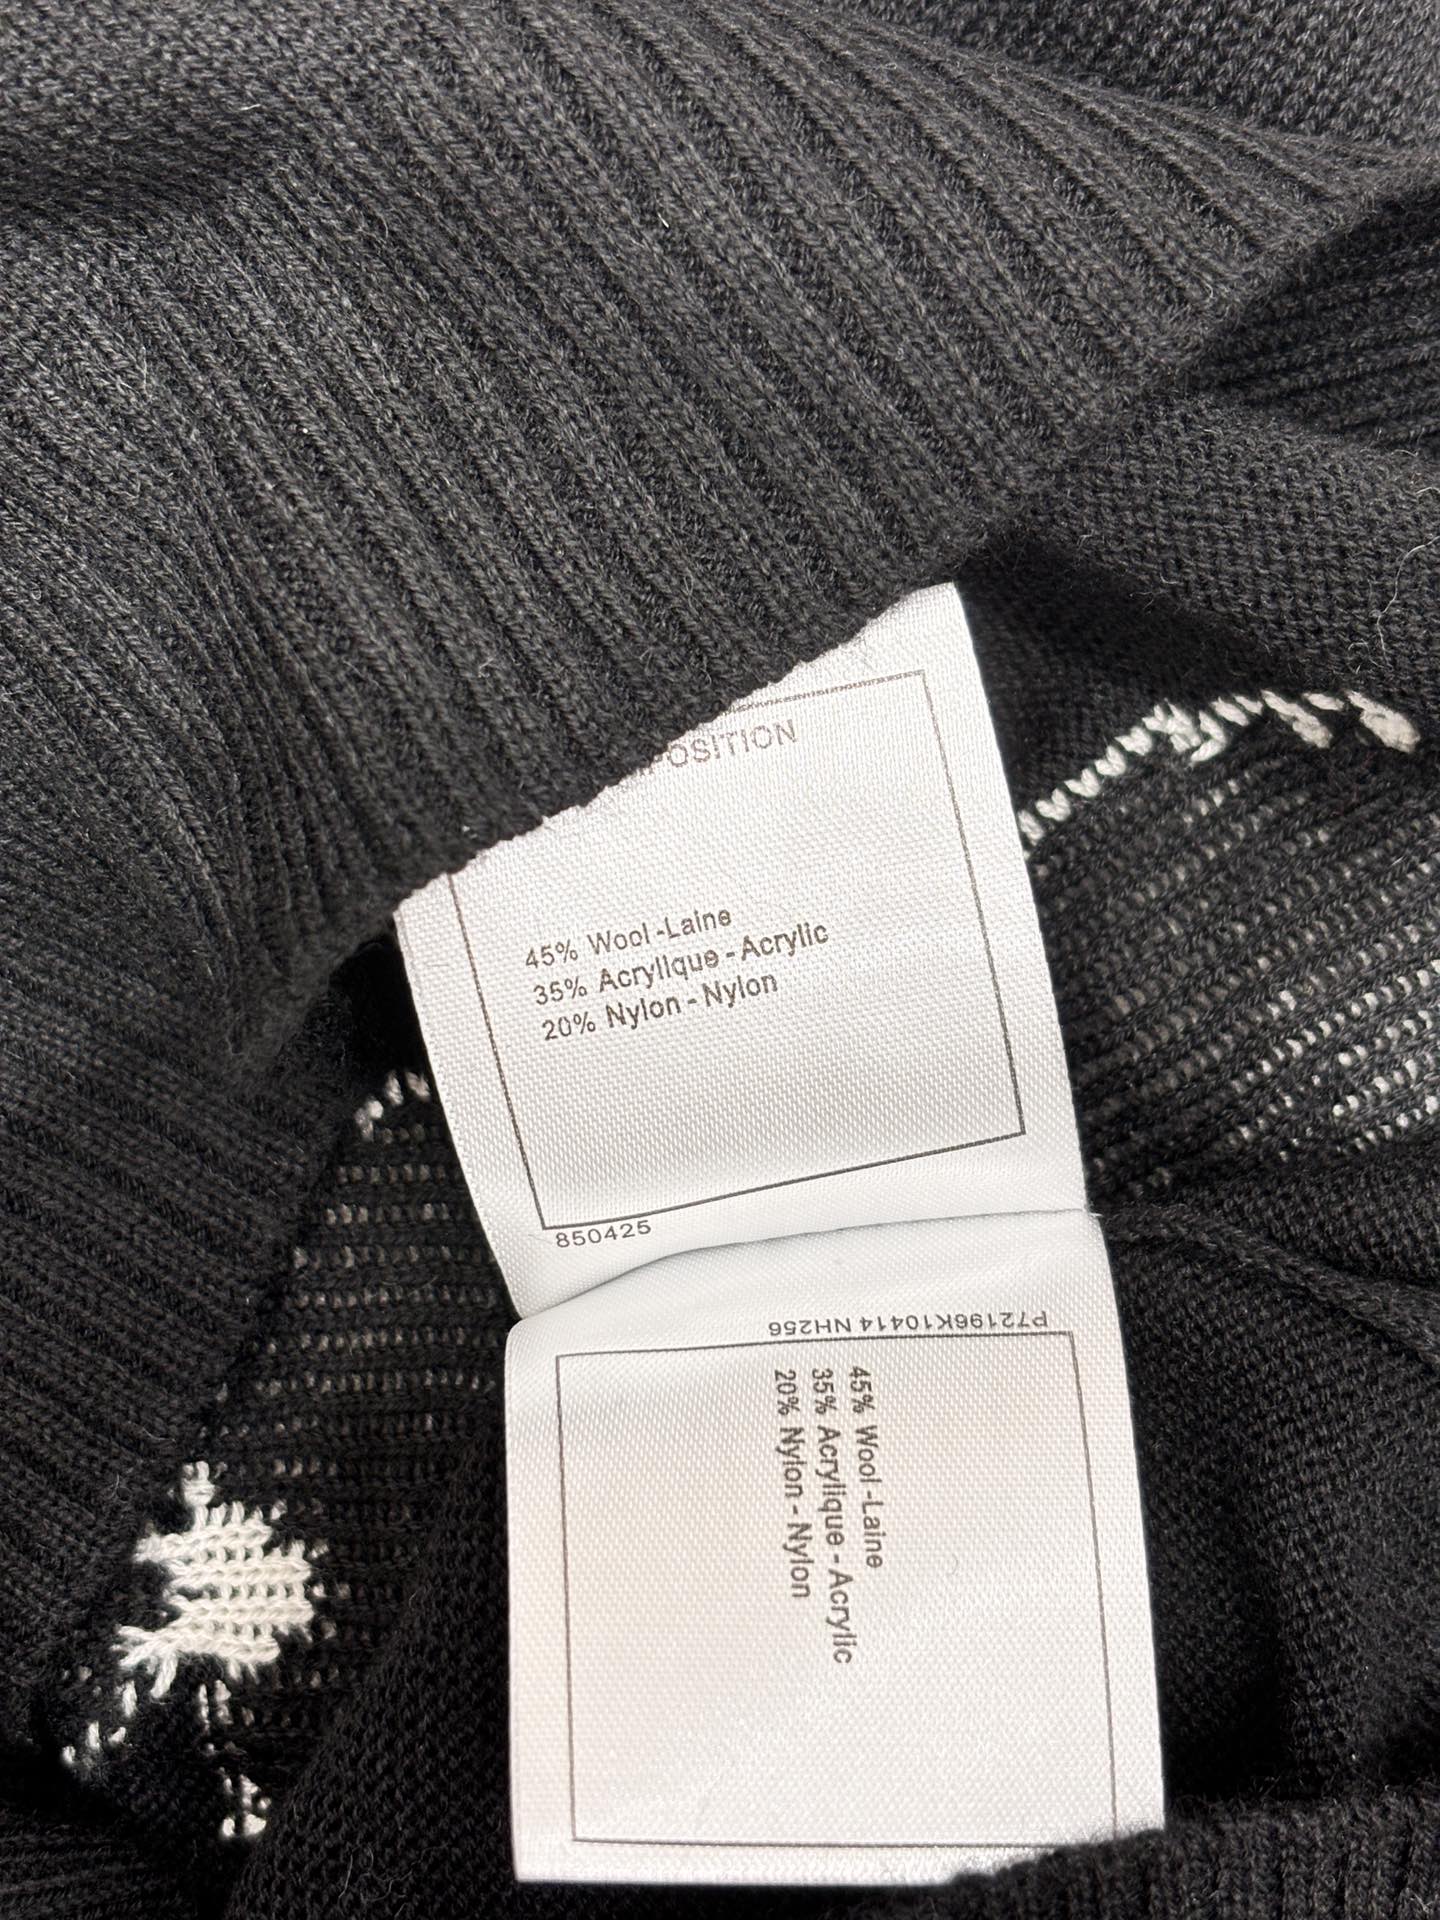 POSITION
45% Wool-Laine
35% Acrylique-Acrylic
20% Nylon-Nylon
850425
P72196K10414 NH256
45% Wool-Laine
35% Acrylique-Acrylic
20% Nylon-Nylon